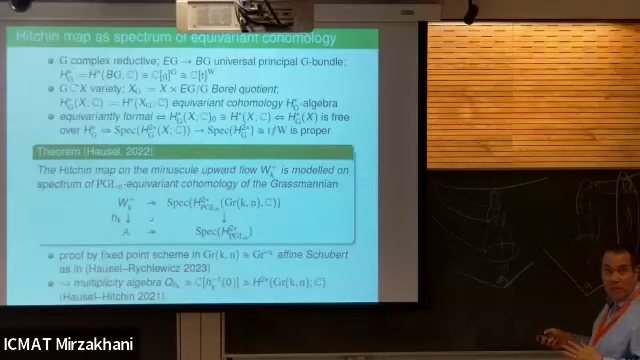 Hitchin map as spectrum of equivariant cohomology
G complex reductive; EG → BG universal principal G-bundle;
H*_G := H*(BG; ℂ) ≅ ℂ[𝔤]^G ≅ ℂ[𝔱]^W
G ⟳ X variety, X_G := X × EG/G Borel quotient;
H*_G(X; ℂ) := H*(X_G; ℂ) equivariant cohomology H*_G-algebra
equivariantly formal ⇔ H*_G(X; ℂ)_0 ≅ H*(X; ℂ) ⇔ H*_G(X) is free
over H*_G ⇒ Spec(H^{2*}_G(X; ℂ)) → Spec(H^{2*}_G) ≅ 𝔱//W is proper
Theorem (Hausel, 2022)
The Hitchin map on the minuscule upward flow W^-_k is modelled on
spectrum of PGL_n-equivariant cohomology of the Grassmannian
W^-_k → Spec(H^{2*}_{PGL_n}(Gr(k, n), ℂ))
h_k ↓ ↓
𝔸 → Spec(H^{2*}_{PGL_n})
proof by fixed point scheme in Gr(k, n) ≅ affine Schubert
as in (Hausel–Rychlewicz 2023)
⇝ multiplicity algebra Q_{h_k} ≅ ℂ[h_k^{-1}(0)] ≅ H^{2*}(Gr(k, n); ℂ)
(Hausel–Hitchin 2021)
ICMAT Mirzakhani